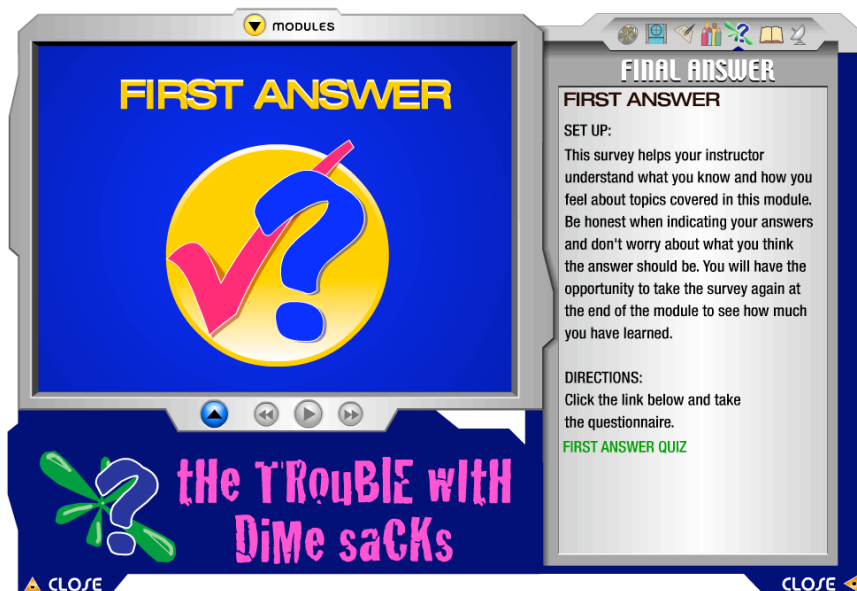 MODULES
FIRST ANSWER
FINAL ANSWER
FIRST ANSWER
SET UP:
This survey helps your instructor
understand what you know and how you
feel about topics covered in this module.
Be honest when indicating your answers
and don't worry about what you think
the answer should be. You will have the
opportunity to take the survey again at
the end of the module to see how much
you have learned.
DIRECTIONS:
Click the link below and take
the questionnaire.
FIRST ANSWER QUIZ
tHe TRouBlE wItH
DiMe saCKs
CLOSE
CLOSE